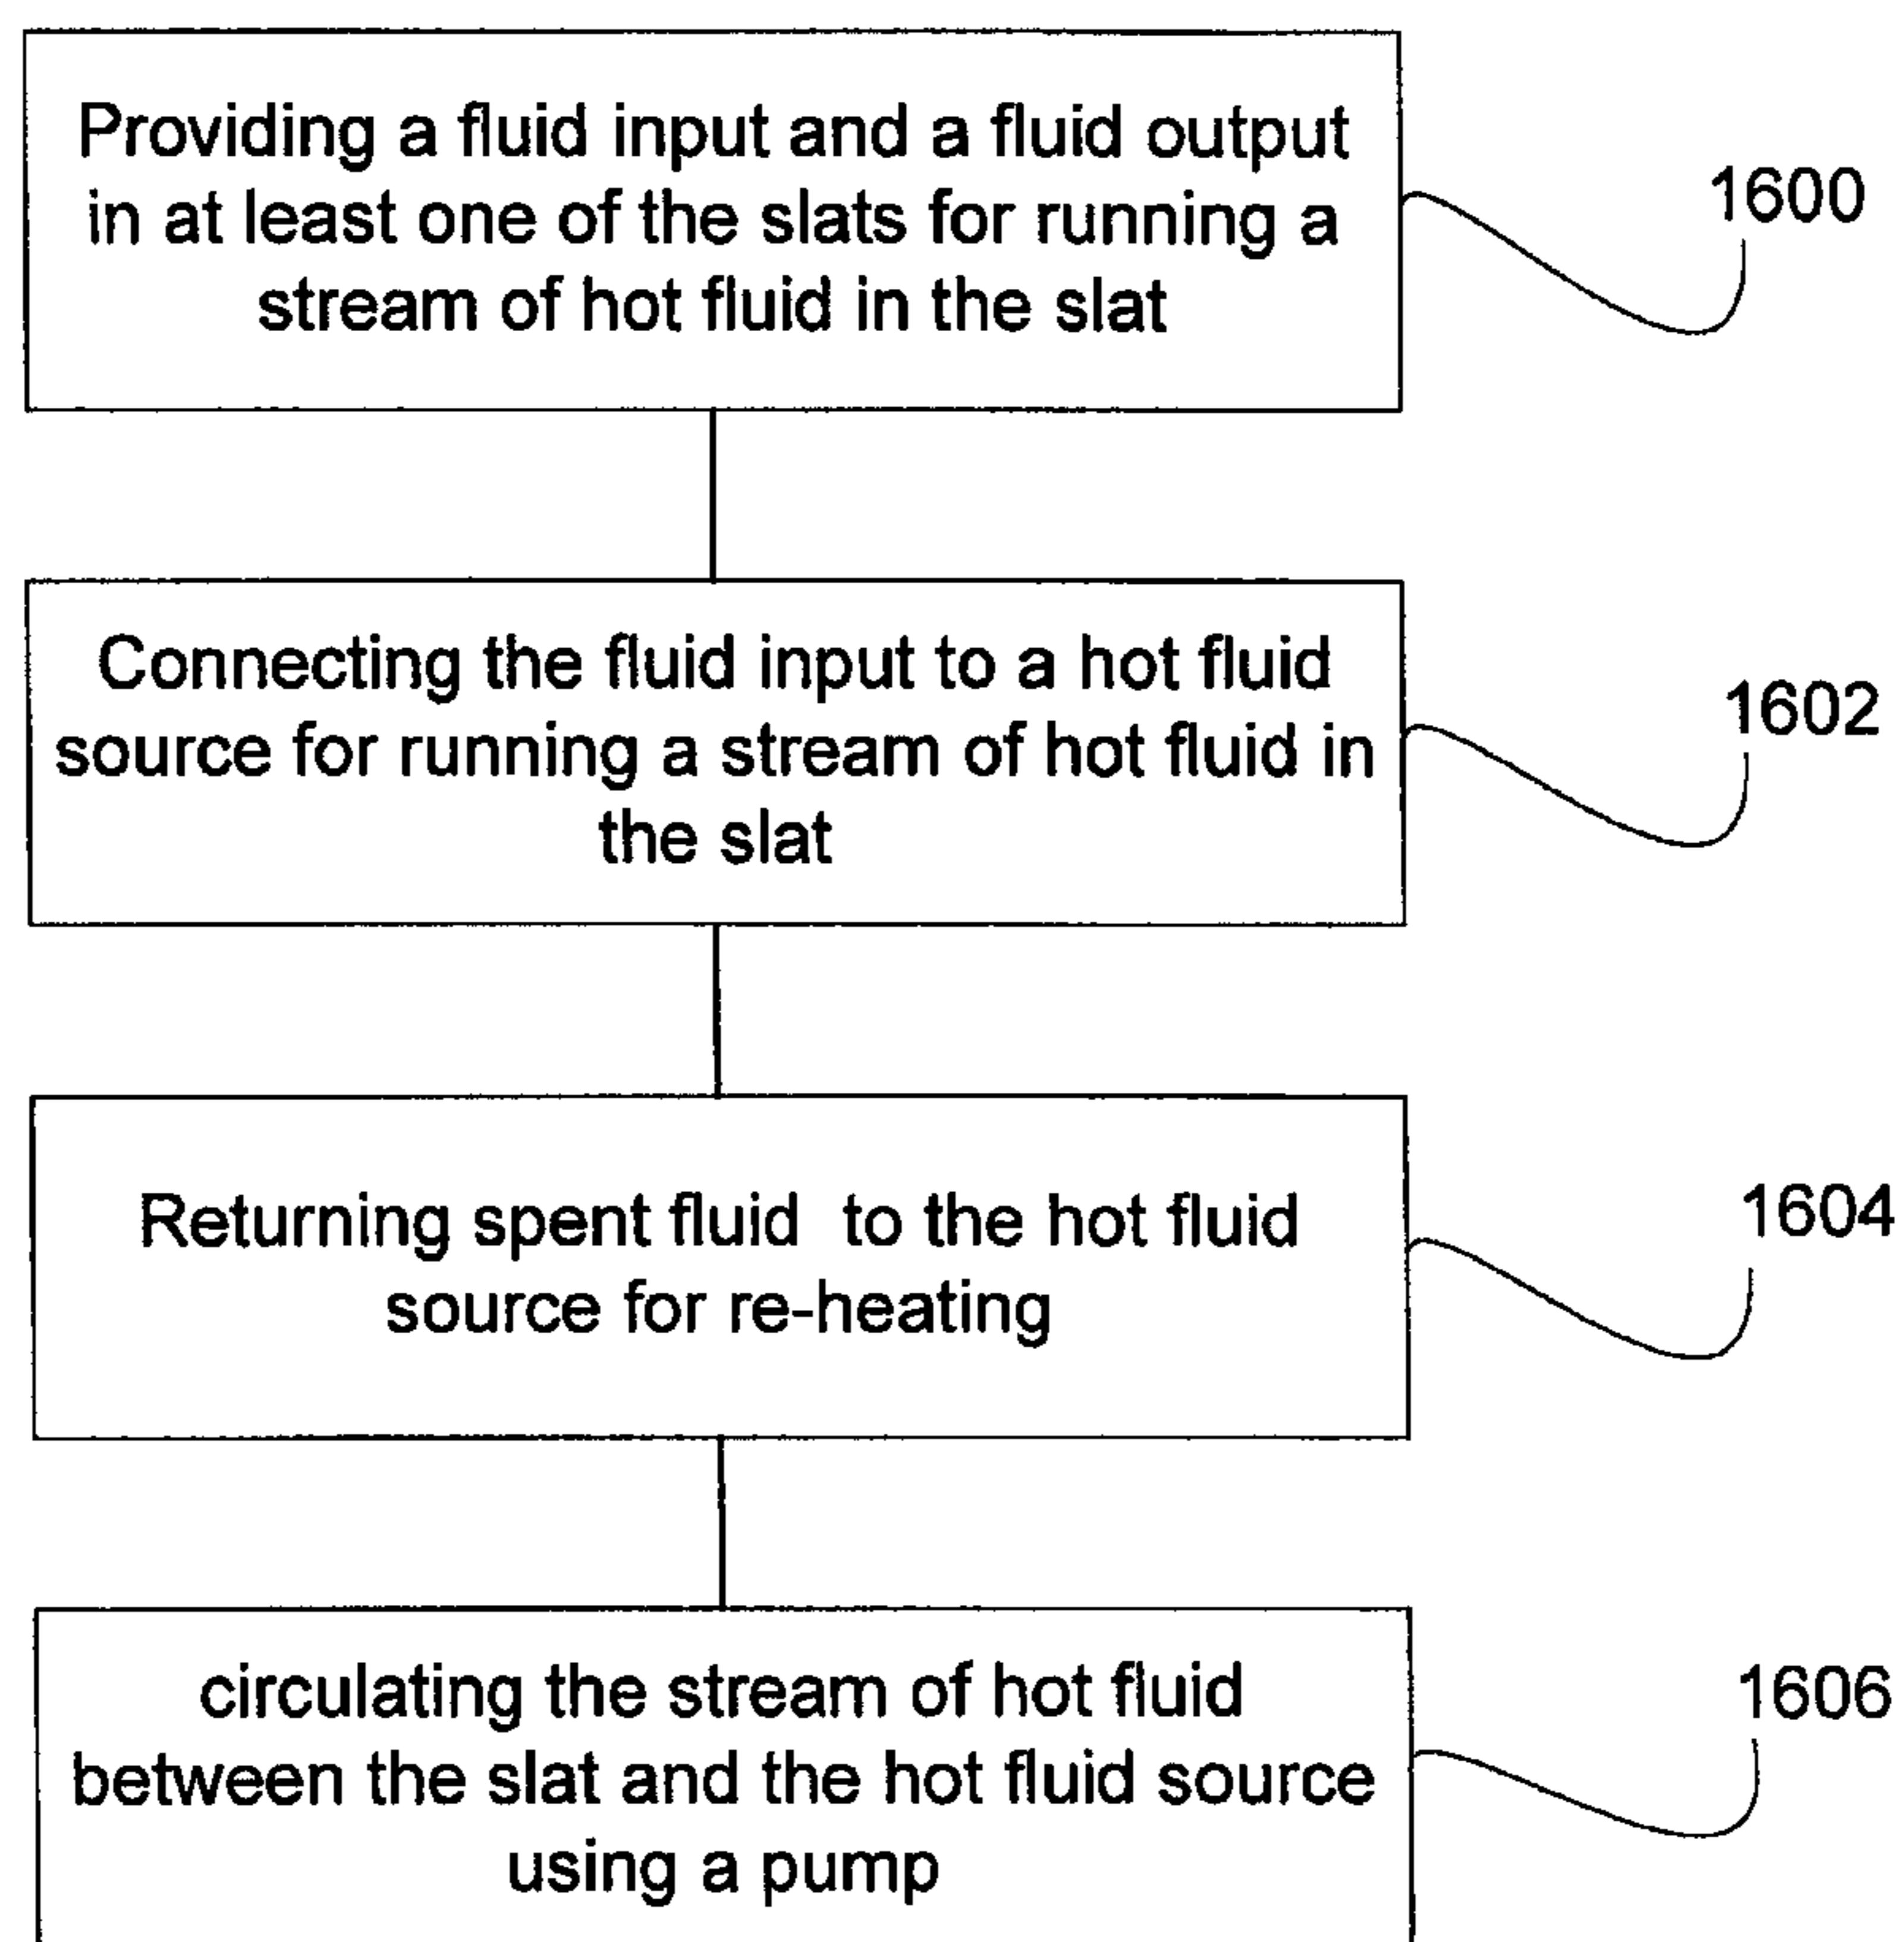 Providing a fluid input and a fluid output
in at least one of the slats for running a
stream of hot fluid in the slat
1600
Connecting the fluid input to a hot fluid
source for running a stream of hot fluid in
the slat
1602
Returning spent fluid to the hot fluid
source for re-heating
1604
circulating the stream of hot fluid
between the slat and the hot fluid source
using a pump
1606